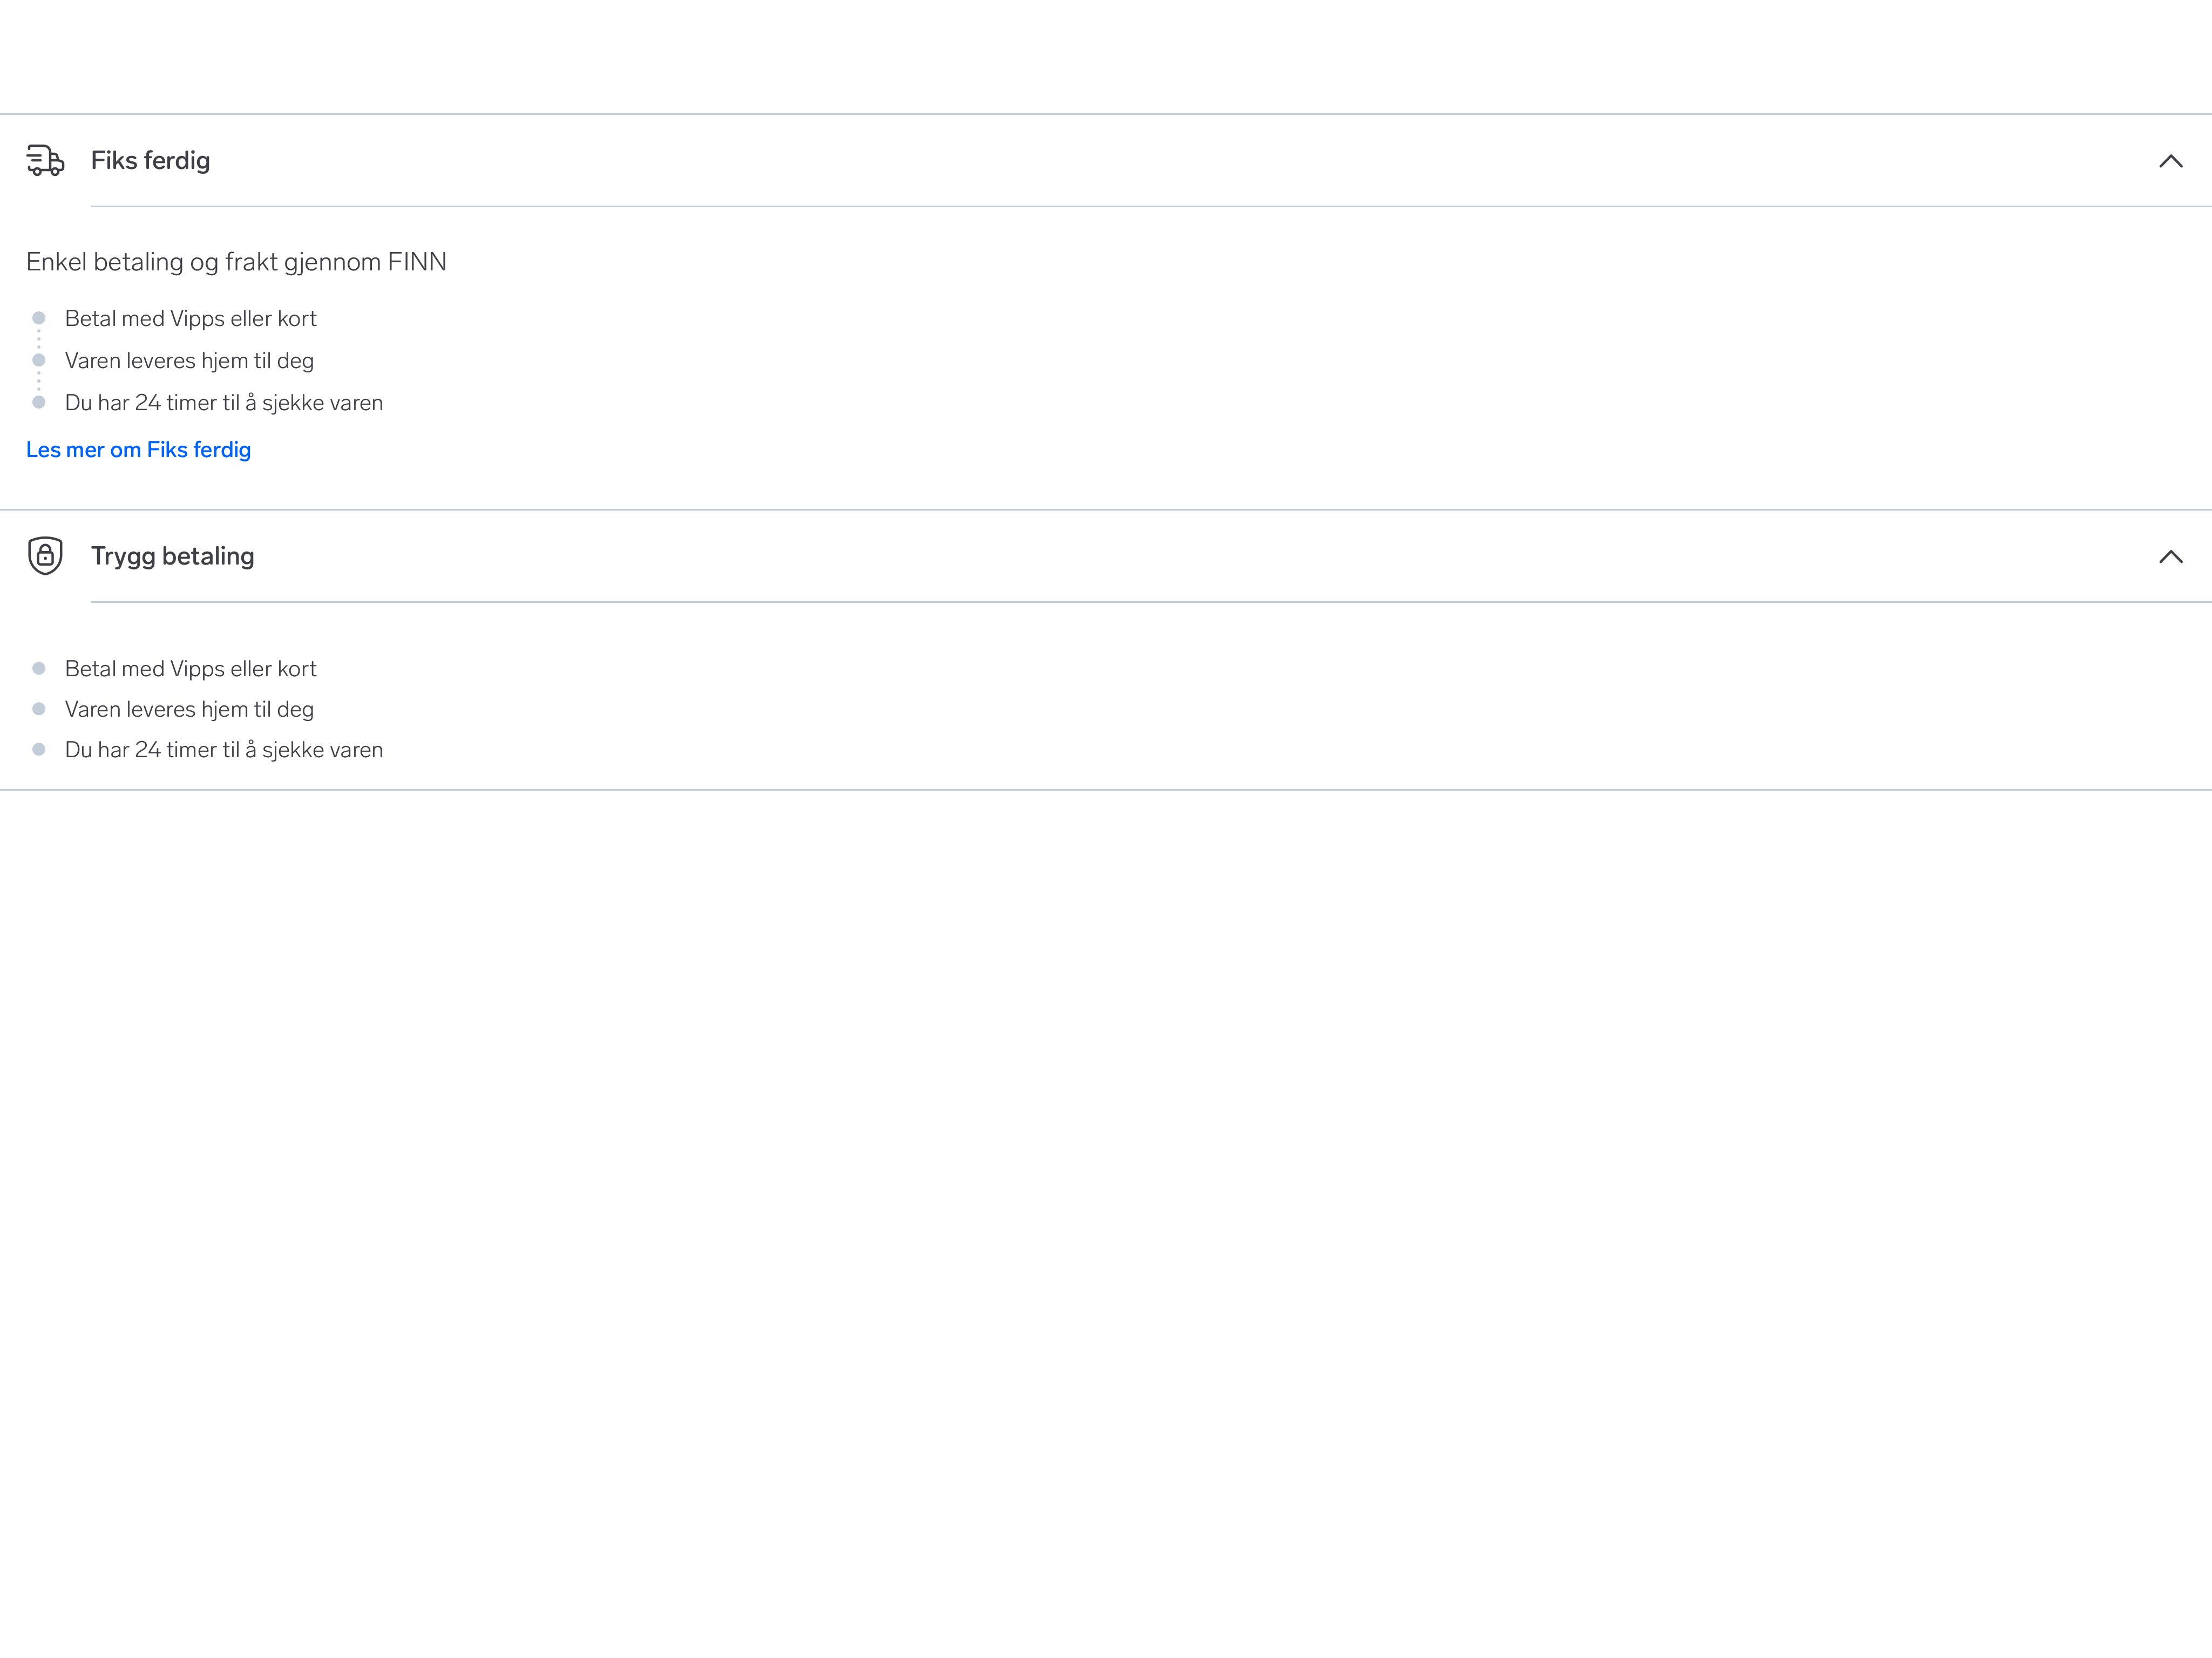 Fiks ferdig
Enkel betaling og frakt gjennom FINN
Betal med Vipps eller kort
Varen leveres hjem til deg
Du har 24 timer til å sjekke varen
Les mer om Fiks ferdig
Trygg betaling
Betal med Vipps eller kort
Varen leveres hjem til deg
Du har 24 timer til å sjekke varen